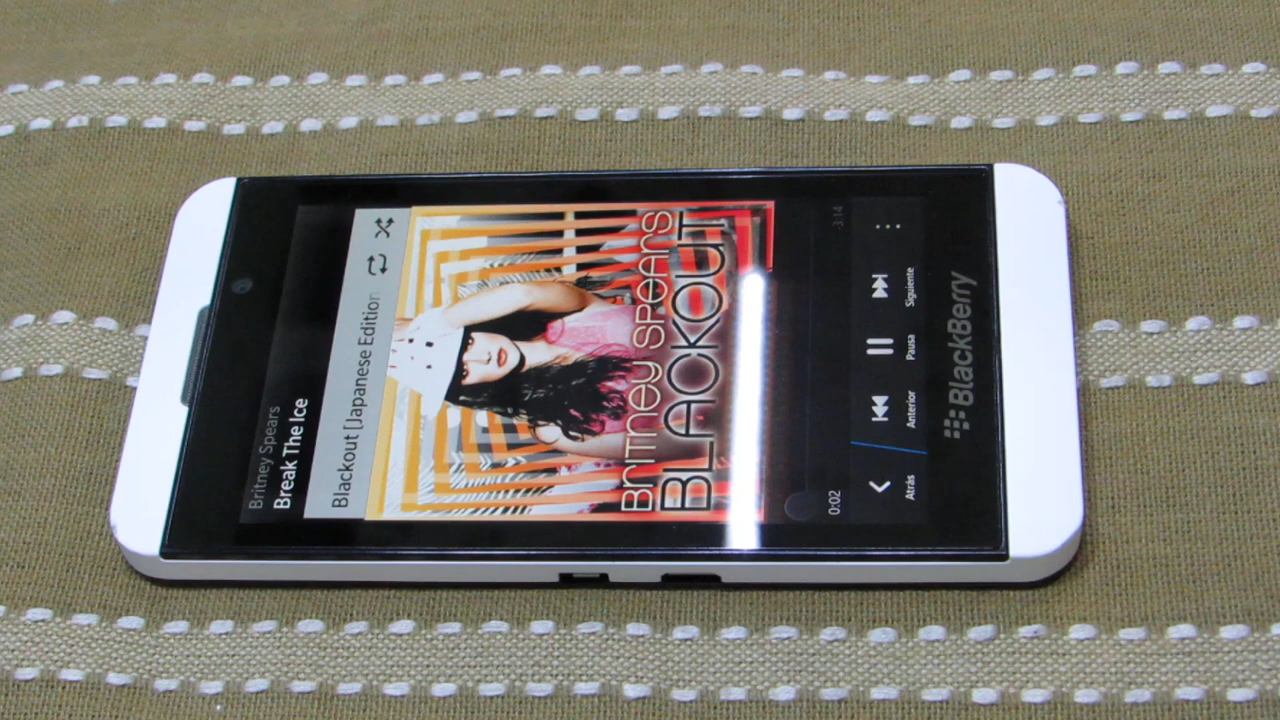 Britney Spears
Break The Ice
Blackout [Japanese Edition
BRITNEY SPEARS
BLACKOUT
0:02 -3:14
Atrás Anterior Pausa Siguiente
BlackBerry